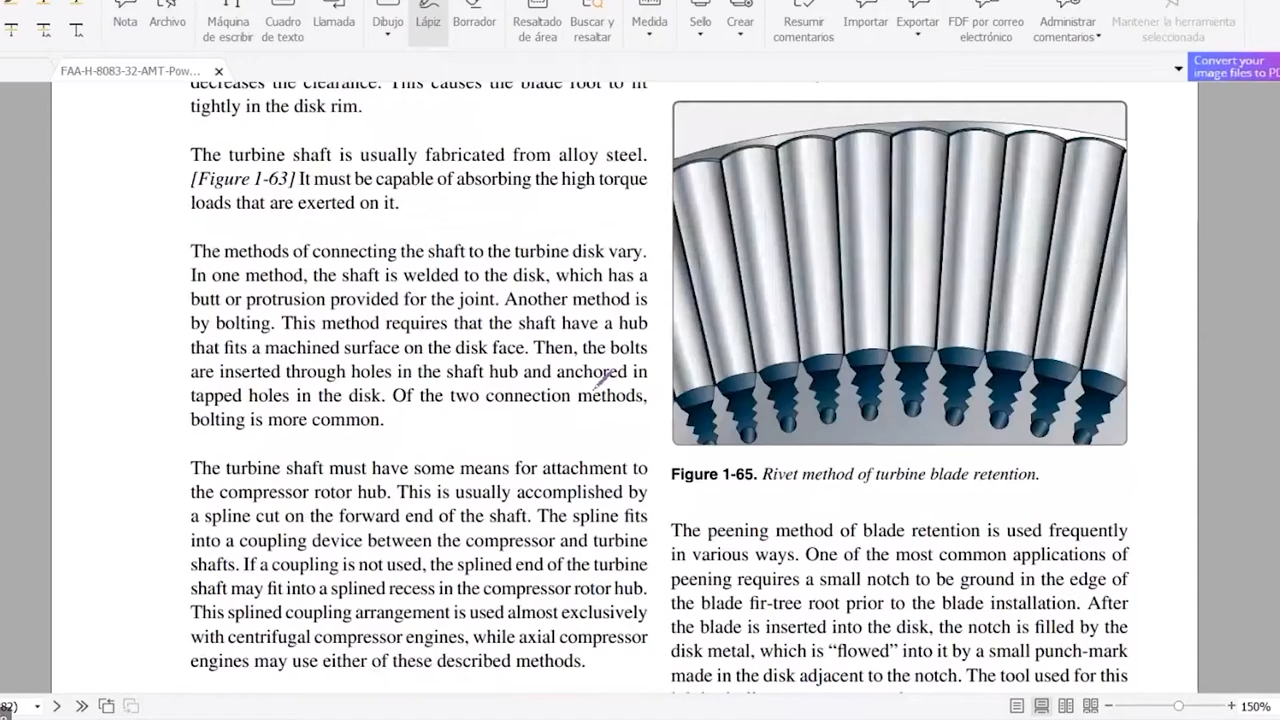 Nota
Archivo
Máquina
de escribir
Cuadro
de texto
Llamada
Dibujo
Lápiz
Borrador
Resaltado
de área
Buscar y
resaltar
Medida
Sello
Crear
Resumir
comentarios
Importar
Exportar
FDF por correo
electrónico
Administrar
comentarios
Mantener la herramienta
seleccionada
FAA-H-8083-32-AMT-Pow...
Convert your
image files to PD
decreases the clearance. This causes the blade root to fit
tightly in the disk rim.
The turbine shaft is usually fabricated from alloy steel.
[Figure 1-63] It must be capable of absorbing the high torque
loads that are exerted on it.
The methods of connecting the shaft to the turbine disk vary.
In one method, the shaft is welded to the disk, which has a
butt or protrusion provided for the joint. Another method is
by bolting. This method requires that the shaft have a hub
that fits a machined surface on the disk face. Then, the bolts
are inserted through holes in the shaft hub and anchored in
tapped holes in the disk. Of the two connection methods,
bolting is more common.
The turbine shaft must have some means for attachment to
the compressor rotor hub. This is usually accomplished by
a spline cut on the forward end of the shaft. The spline fits
into a coupling device between the compressor and turbine
shafts. If a coupling is not used, the splined end of the turbine
shaft may fit into a splined recess in the compressor rotor hub.
This splined coupling arrangement is used almost exclusively
with centrifugal compressor engines, while axial compressor
engines may use either of these described methods.
Figure 1-65. Rivet method of turbine blade retention.
The peening method of blade retention is used frequently
in various ways. One of the most common applications of
peening requires a small notch to be ground in the edge of
the blade fir-tree root prior to the blade installation. After
the blade is inserted into the disk, the notch is filled by the
disk metal, which is “flowed” into it by a small punch-mark
made in the disk adjacent to the notch. The tool used for this
82)
150%